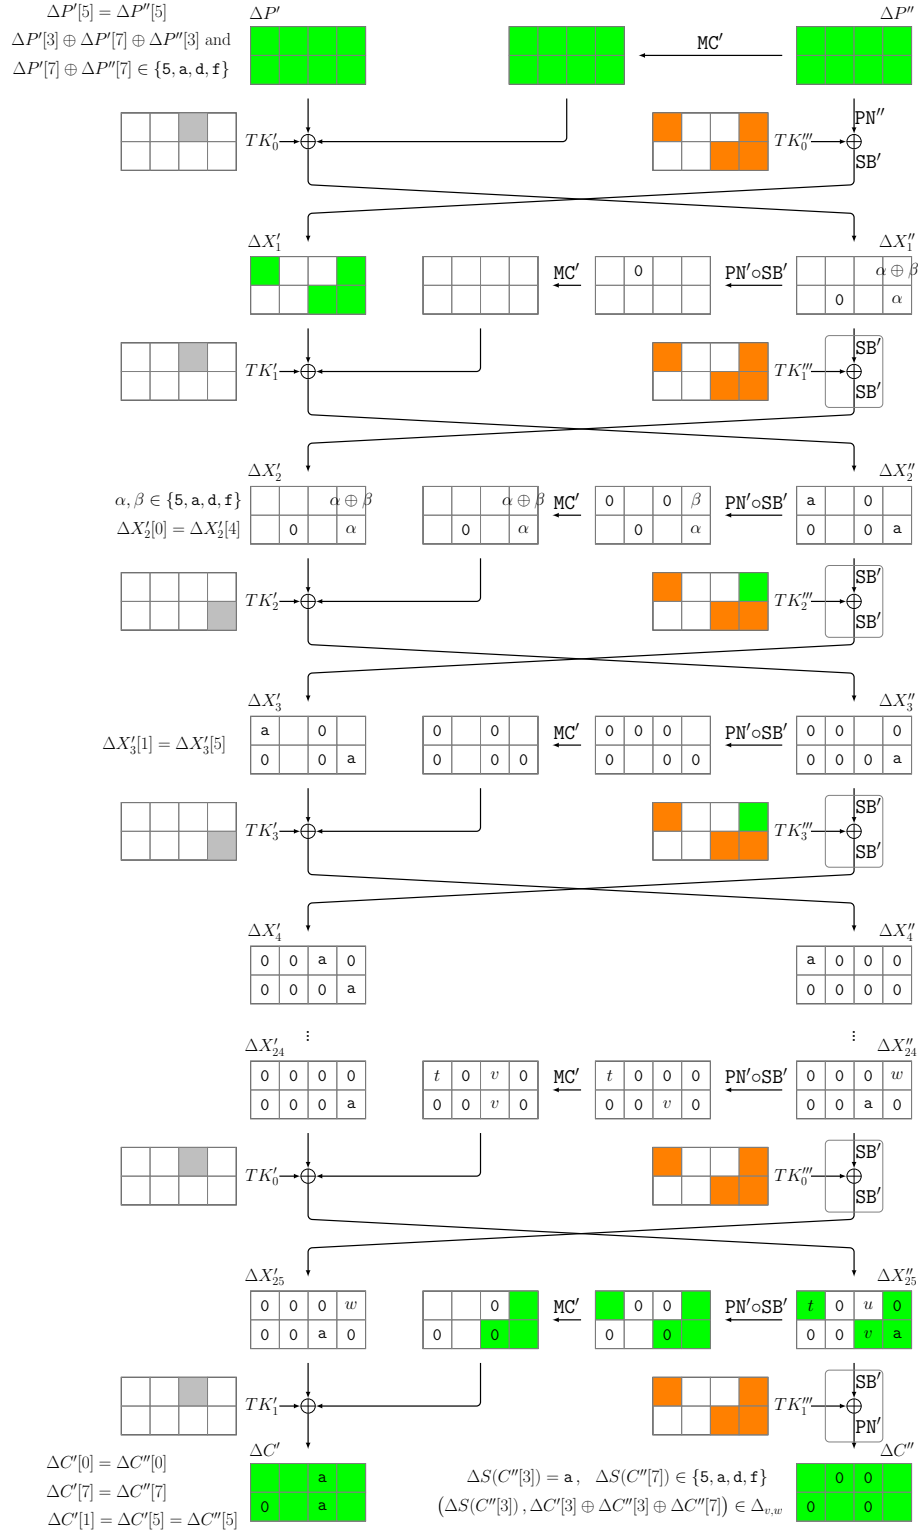 ΔP′[5] = ΔP″[5]
ΔP′[3] ⊕ ΔP′[7] ⊕ ΔP″[3] and
ΔP′[7] ⊕ ΔP″[7] ∈ {5, a, d, f}
ΔP′ MC′ ΔP″
PN″
TK′₀ TK‴₀
SB′
ΔX′₁ ΔX″₁
0 α ⊕ β
MC′ PN′∘SB′
0 α
SB′
TK′₁ TK‴₁
SB′
ΔX′₂ ΔX″₂
α, β ∈ {5, a, d, f} α ⊕ β α ⊕ β MC′ 0 0 β PN′∘SB′ a 0
ΔX′₂[0] = ΔX′₂[4] 0 α 0 α 0 α 0 0 a
SB′
TK′₂ TK‴₂
SB′
ΔX′₃ ΔX″₃
a 0 0 0 0 0 0 0 0
ΔX′₃[1] = ΔX′₃[5] MC′ PN′∘SB′
0 0 a 0 0 0 0 0 0 0 0 0 a
SB′
TK′₃ TK‴₃
SB′
ΔX′₄ ΔX″₄
0 0 a 0 a 0 0 0
0 0 0 a 0 0 0 0
⋮ ⋮
ΔX′₂₄ ΔX″₂₄
0 0 0 0 t 0 v 0 MC′ t 0 0 0 PN′∘SB′ 0 0 0 w
0 0 0 a 0 0 v 0 0 0 v 0 0 0 a 0
SB′
TK′₀ TK‴₀
SB′
ΔX′₂₅ ΔX″₂₅
0 0 0 w 0 MC′ 0 0 PN′∘SB′ t 0 u 0
0 0 a 0 0 0 0 0 0 0 v a
SB′
TK′₁ TK‴₁
PN′
ΔC′ ΔC″
ΔC′[0] = ΔC″[0] a ΔS(C″[3]) = a , ΔS(C″[7]) ∈ {5, a, d, f} 0 0
ΔC′[7] = ΔC″[7]
ΔC′[1] = ΔC′[5] = ΔC″[5] 0 a (ΔS(C″[3]) , ΔC′[3] ⊕ ΔC″[3] ⊕ ΔC″[7]) ∈ Δ_{v,w} 0 0